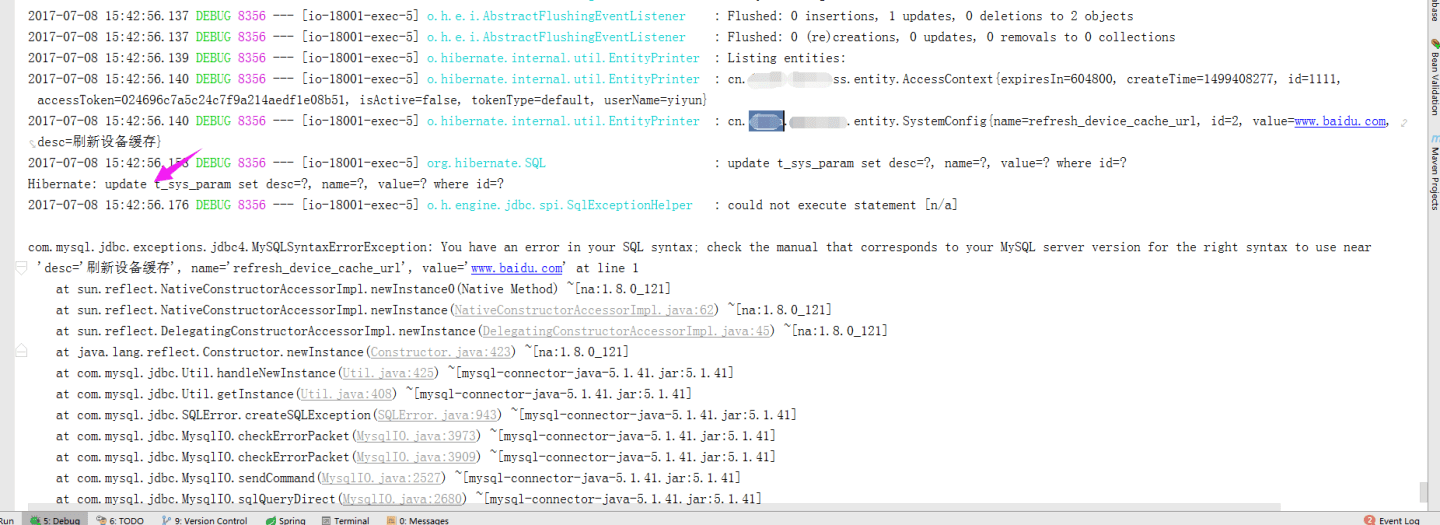 2017-07-08 15:42:56.137 DEBUG 8356 --- [io-18001-exec-5] o.h.e.i.AbstractFlushingEventListener : Flushed: 0 insertions, 1 updates, 0 deletions to 2 objects
2017-07-08 15:42:56.137 DEBUG 8356 --- [io-18001-exec-5] o.h.e.i.AbstractFlushingEventListener : Flushed: 0 (re)creations, 0 updates, 0 removals to 0 collections
2017-07-08 15:42:56.139 DEBUG 8356 --- [io-18001-exec-5] o.hibernate.internal.util.EntityPrinter : Listing entities:
2017-07-08 15:42:56.140 DEBUG 8356 --- [io-18001-exec-5] o.hibernate.internal.util.EntityPrinter : cn. ss.entity.AccessContext{expiresIn=604800, createTime=1499408277, id=1111,
accessToken=024696c7a5c24c7f9a214aedf1e08b51, isActive=false, tokenType=default, userName=yiyun}
2017-07-08 15:42:56.140 DEBUG 8356 --- [io-18001-exec-5] o.hibernate.internal.util.EntityPrinter : cn. . .entity.SystemConfig{name=refresh_device_cache_url, id=2, value=www.baidu.com,
desc=刷新设备缓存}
2017-07-08 15:42:56.158 DEBUG 8356 --- [io-18001-exec-5] org.hibernate.SQL : update t_sys_param set desc=?, name=?, value=? where id=?
Hibernate: update t_sys_param set desc=?, name=?, value=? where id=?
2017-07-08 15:42:56.176 DEBUG 8356 --- [io-18001-exec-5] o.h.engine.jdbc.spi.SqlExceptionHelper : could not execute statement [n/a]
com.mysql.jdbc.exceptions.jdbc4.MySQLSyntaxErrorException: You have an error in your SQL syntax; check the manual that corresponds to your MySQL server version for the right syntax to use near
'desc='刷新设备缓存', name='refresh_device_cache_url', value='www.baidu.com' at line 1
at sun.reflect.NativeConstructorAccessorImpl.newInstance0(Native Method) ~[na:1.8.0_121]
at sun.reflect.NativeConstructorAccessorImpl.newInstance(NativeConstructorAccessorImpl.java:62) ~[na:1.8.0_121]
at sun.reflect.DelegatingConstructorAccessorImpl.newInstance(DelegatingConstructorAccessorImpl.java:45) ~[na:1.8.0_121]
at java.lang.reflect.Constructor.newInstance(Constructor.java:423) ~[na:1.8.0_121]
at com.mysql.jdbc.Util.handleNewInstance(Util.java:425) ~[mysql-connector-java-5.1.41.jar:5.1.41]
at com.mysql.jdbc.Util.getInstance(Util.java:408) ~[mysql-connector-java-5.1.41.jar:5.1.41]
at com.mysql.jdbc.SQLError.createSQLException(SQLError.java:943) ~[mysql-connector-java-5.1.41.jar:5.1.41]
at com.mysql.jdbc.MysqlIO.checkErrorPacket(MysqlIO.java:3973) ~[mysql-connector-java-5.1.41.jar:5.1.41]
at com.mysql.jdbc.MysqlIO.checkErrorPacket(MysqlIO.java:3909) ~[mysql-connector-java-5.1.41.jar:5.1.41]
at com.mysql.jdbc.MysqlIO.sendCommand(MysqlIO.java:2527) ~[mysql-connector-java-5.1.41.jar:5.1.41]
at com.mysql.jdbc.MysqlIO.sqlQueryDirect(MysqlIO.java:2680) ~[mysql-connector-java-5.1.41.jar:5.1.41]
Run 5: Debug 6: TODO 9: Version Control Spring Terminal 0: Messages 2 Event Log
Bean Validation
Maven Projects